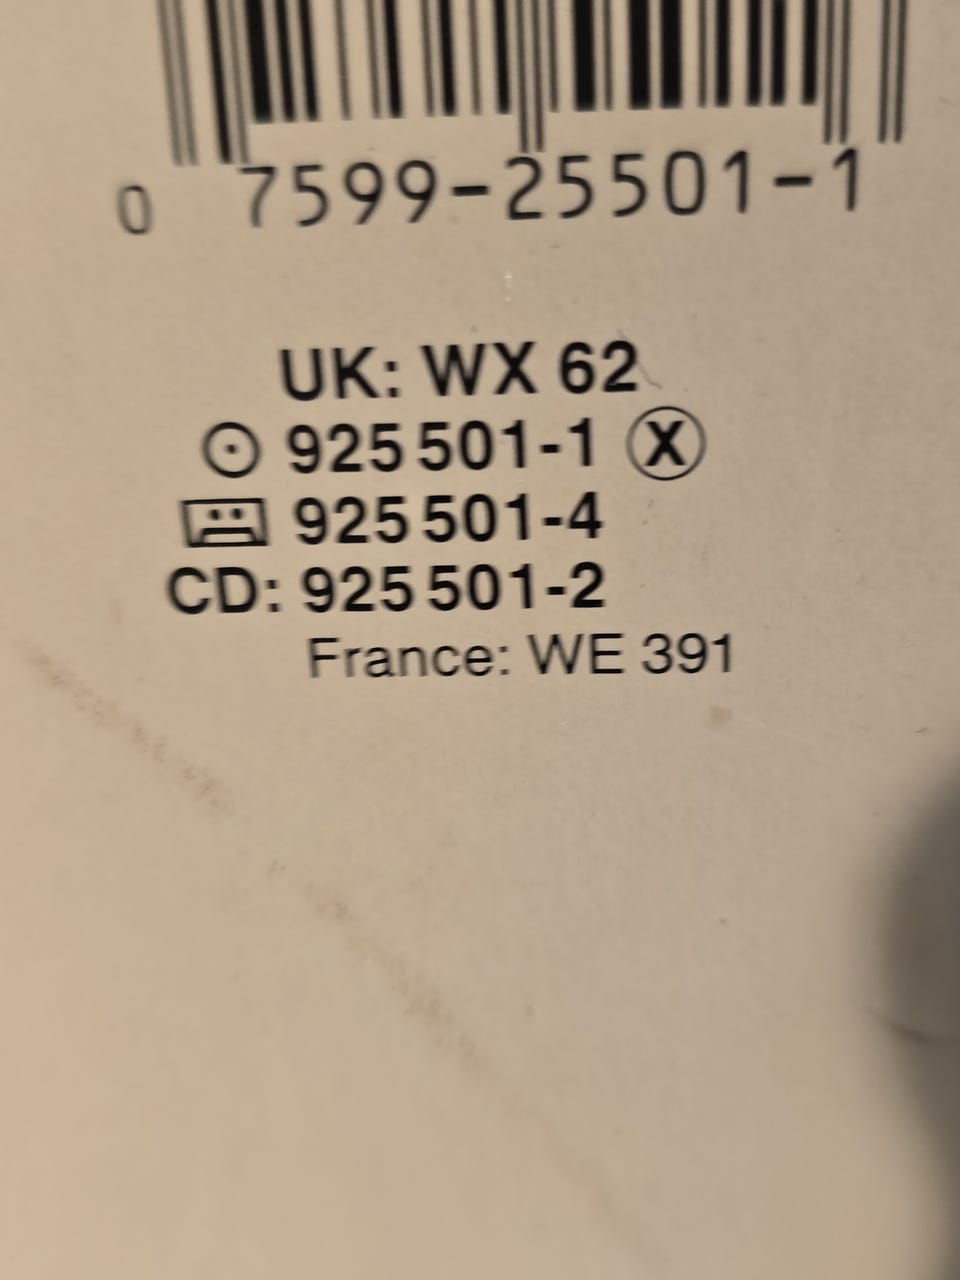 0 7599-25501-1
UK: WX 62
925 501-1 X
925 501-4
CD: 925 501-2
France: WE 391